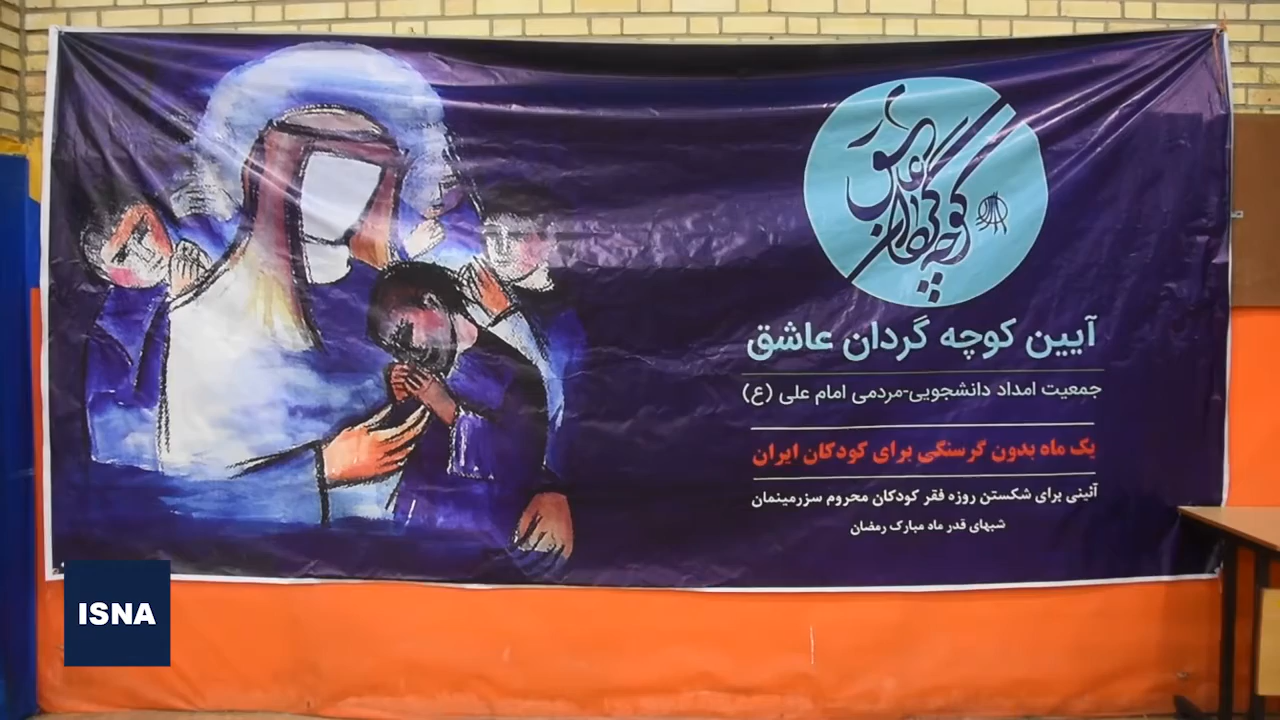 کوچه گردان عاشق
آیین کوچه گردان عاشق
جمعیت امداد دانشجویی-مردمی امام علی (ع)
یک ماه بدون گرسنگی برای کودکان ایران
آئینی برای شکستن روزه فقر کودکان محروم سرزمینمان
شبهای قدر ماه مبارک رمضان
ISNA